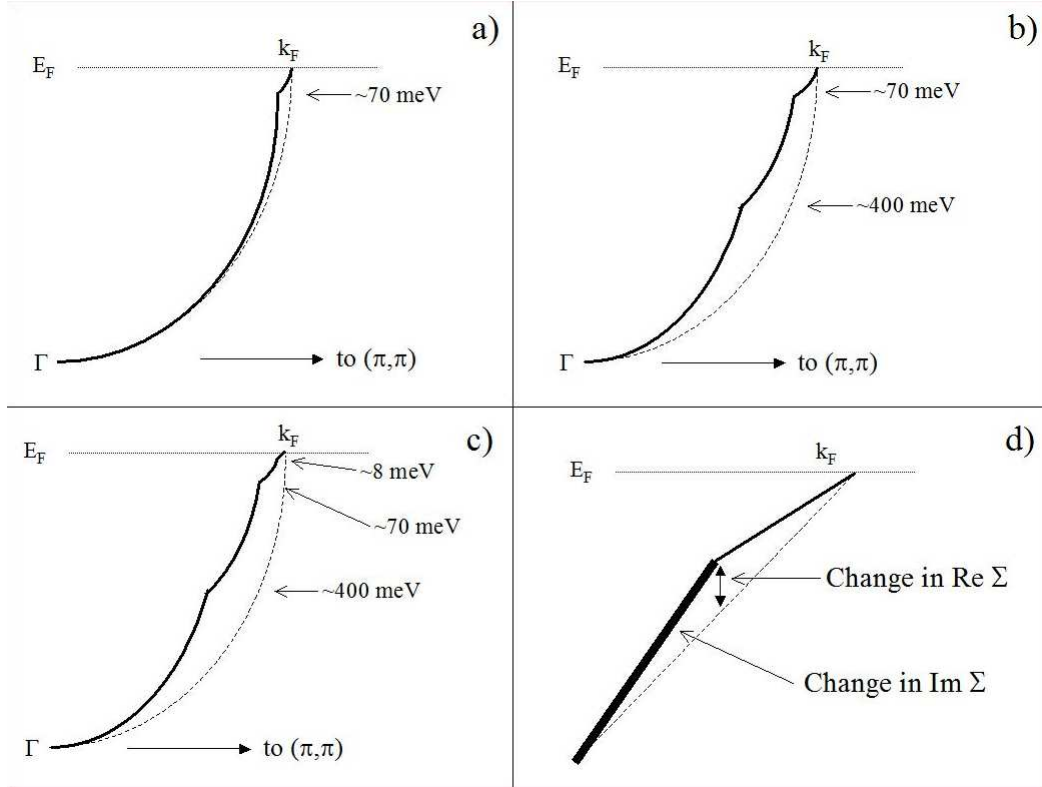 a)
k_F
E_F
~70 meV
Γ
to (π,π)
b)
k_F
E_F
~70 meV
~400 meV
Γ
to (π,π)
c)
k_F
E_F
~8 meV
~70 meV
~400 meV
Γ
to (π,π)
d)
k_F
E_F
Change in Re Σ
Change in Im Σ